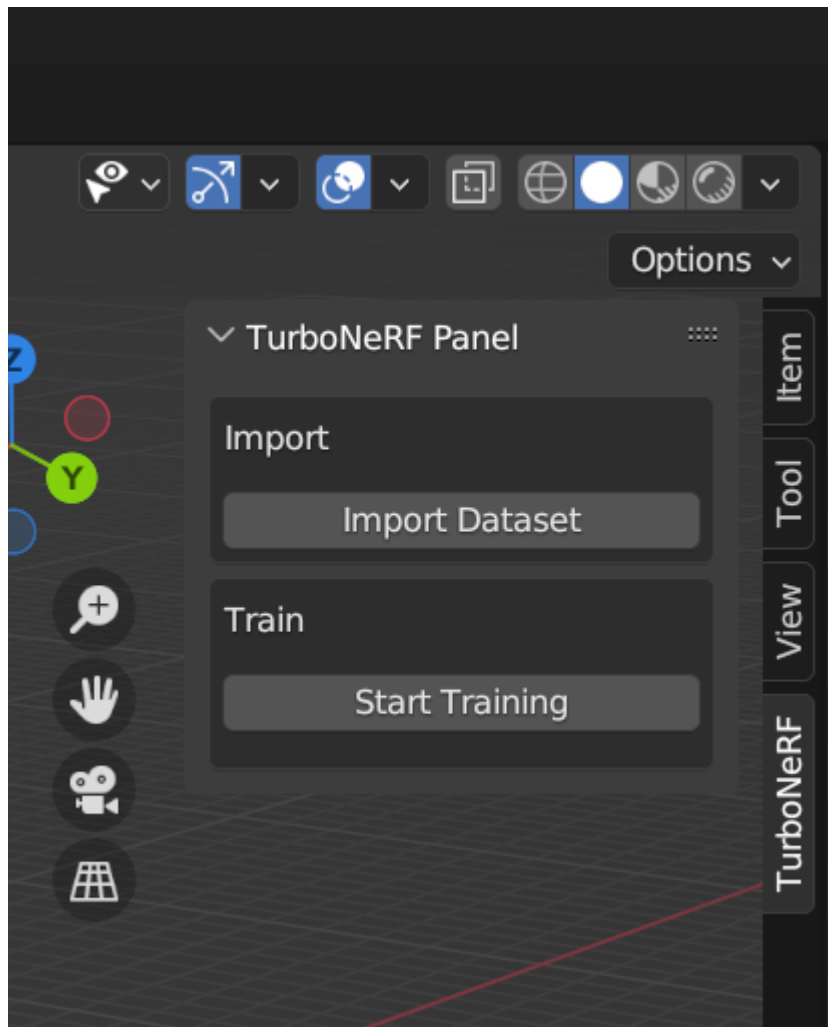 Options
TurboNeRF Panel
Import
Import Dataset
Train
Start Training
Z
Y
Item
Tool
View
TurboNeRF